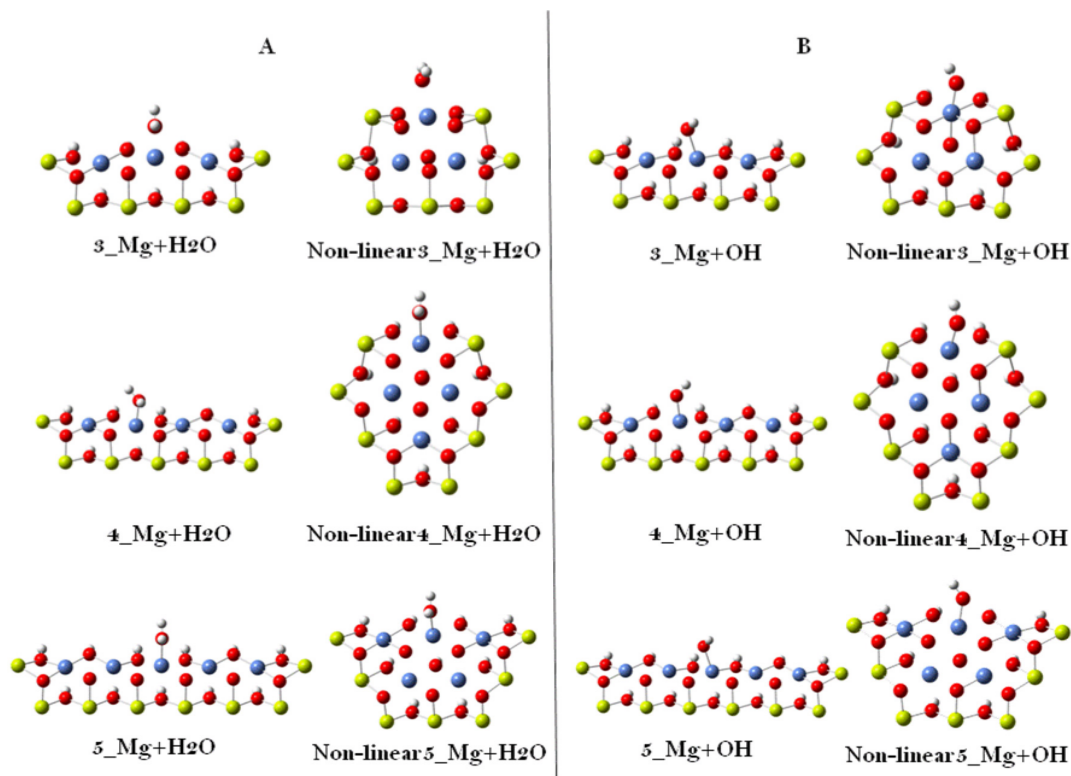 A
3_Mg+H2O
Non-linear3_Mg+H2O
4_Mg+H2O
Non-linear4_Mg+H2O
5_Mg+H2O
Non-linear5_Mg+H2O
B
3_Mg+OH
Non-linear3_Mg+OH
4_Mg+OH
Non-linear4_Mg+OH
5_Mg+OH
Non-linear5_Mg+OH